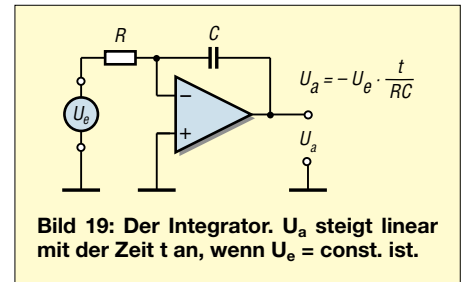 R
C
U_a = – U_e · t/RC
U_e
–
+
U_a
Bild 19: Der Integrator. U_a steigt linear
mit der Zeit t an, wenn U_e = const. ist.